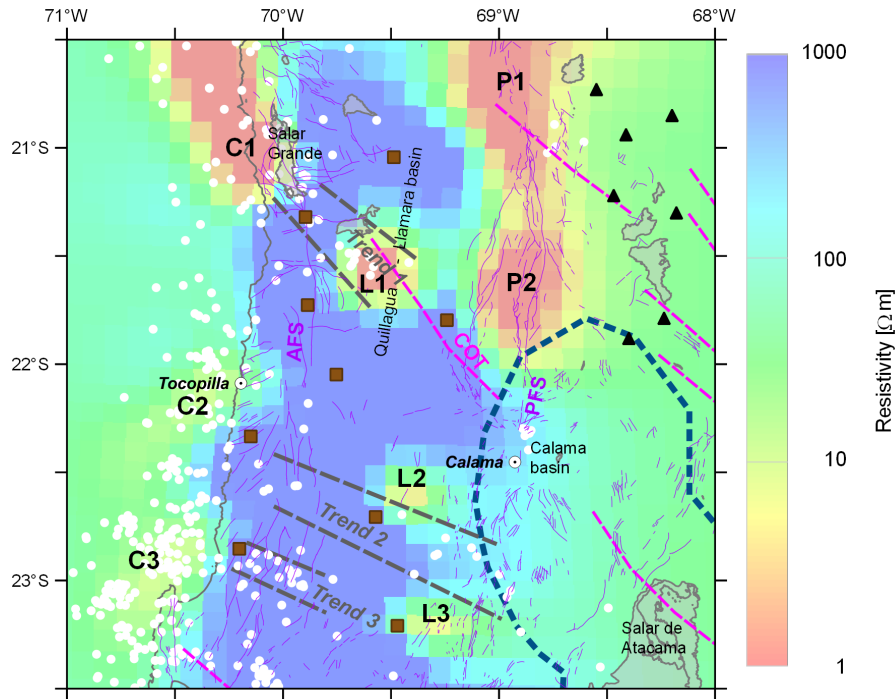 71°W
70°W
69°W
68°W
21°S
22°S
23°S
C1
Salar
Grande
P1
Quillagua - Llamara basin
Trend 1
L1
P2
AFS
COT
PFS
Tocopilla
C2
Calama
Calama
basin
L2
Trend 2
C3
Trend 3
L3
Salar de
Atacama
1000
100
10
1
Resistivity [Ω m]